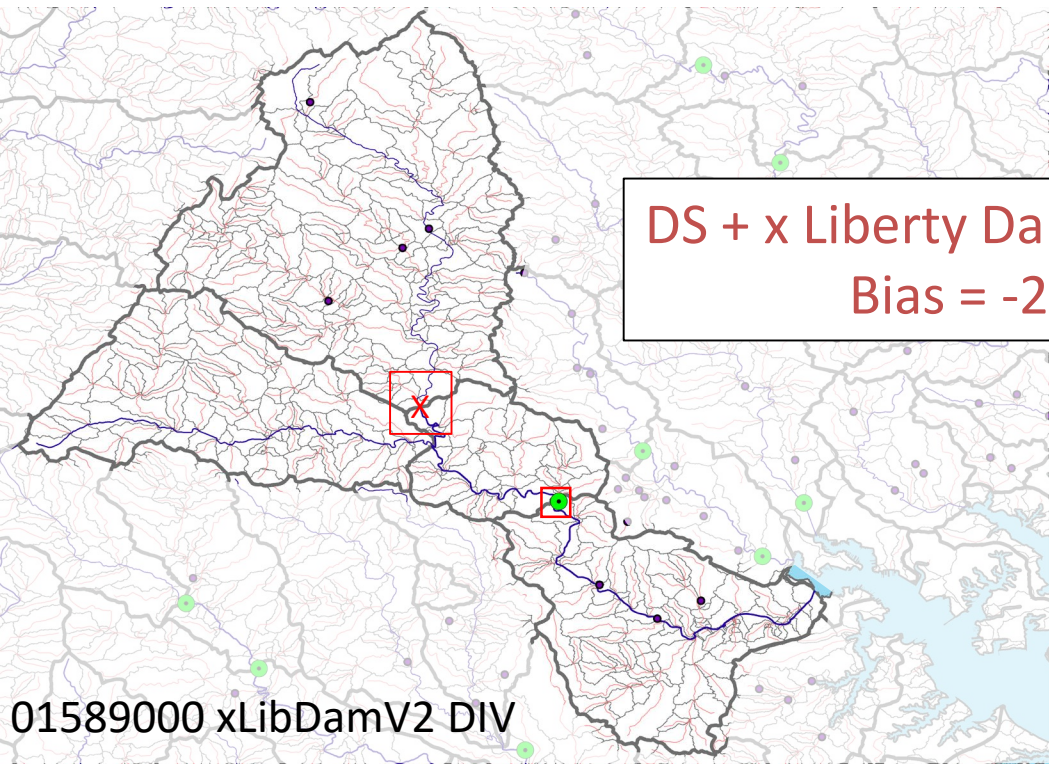 DS + x Liberty Da
Bias = -2
X
01589000 xLibDamV2 DIV